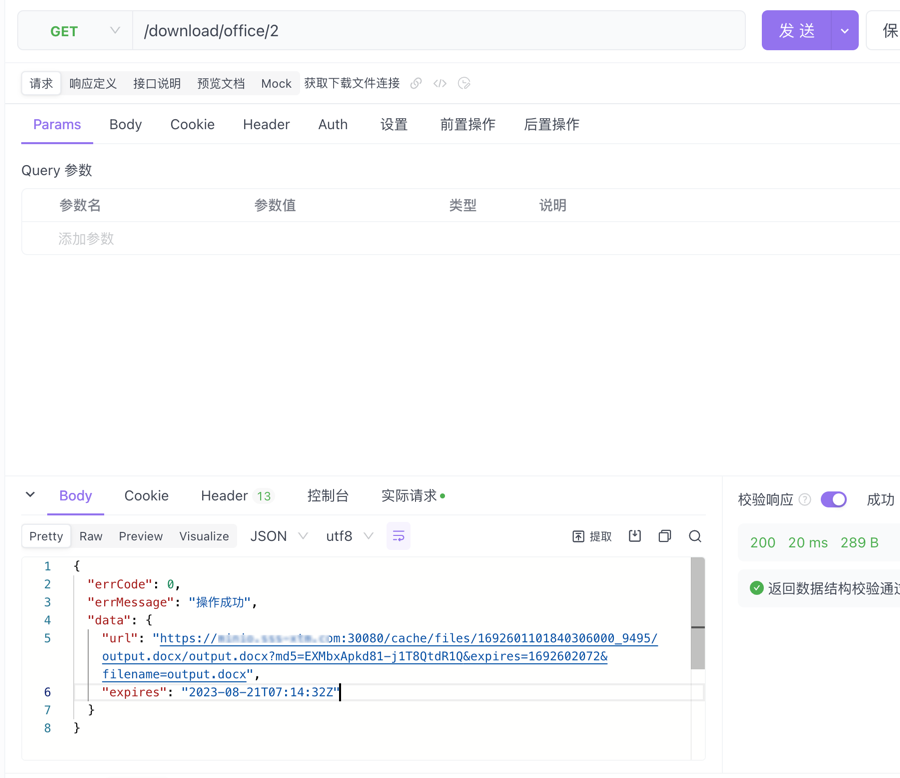 GET /download/office/2 发 送 保
请求 响应定义 接口说明 预览文档 Mock 获取下载文件连接
Params Body Cookie Header Auth 设置 前置操作 后置操作
Query 参数
参数名 参数值 类型 说明
添加参数
Body Cookie Header 13 控制台 实际请求
校验响应 成功
Pretty Raw Preview Visualize JSON utf8 提取
200 20 ms 289 B
返回数据结构校验通
1 {
2 "errCode": 0,
3 "errMessage": "操作成功",
4 "data": {
5 "url": "https://om:30080/cache/files/1692601101840306000_9495/
output.docx/output.docx?md5=EXMbxApkd81-j1T8QtdR1Q&expires=1692602072&
filename=output.docx",
6 "expires": "2023-08-21T07:14:32Z"
7 }
8 }